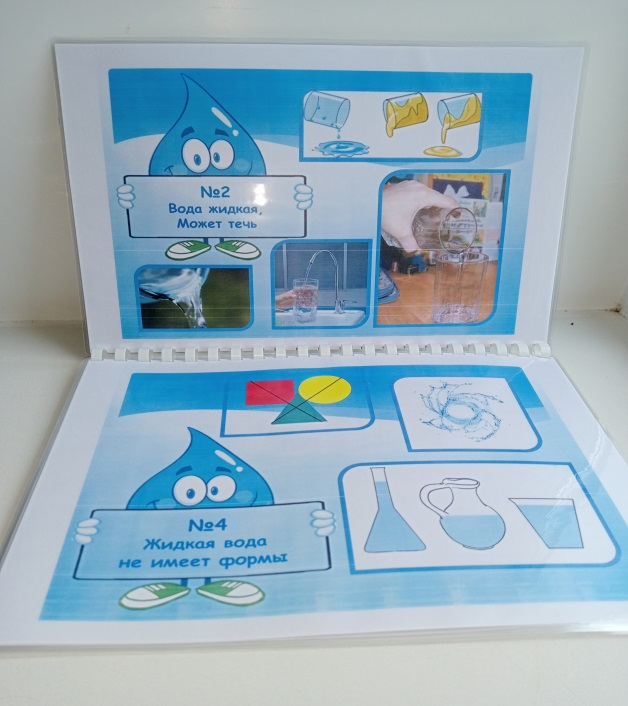 №2
Вода жидкая,
Может течь
№4
Жидкая вода
не имеет формы